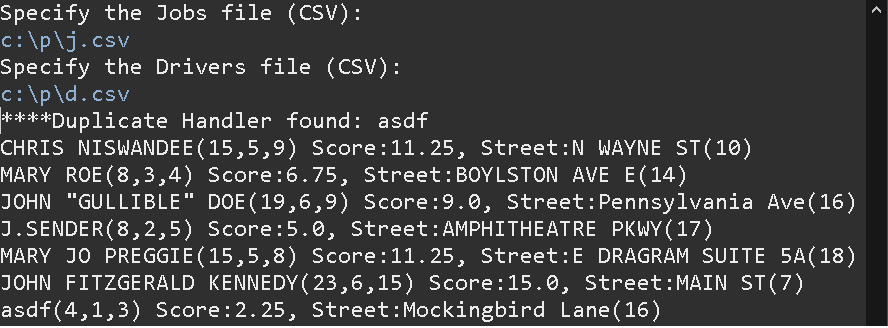 Specify the Jobs file (CSV):
c:\p\j.csv
Specify the Drivers file (CSV):
c:\p\d.csv
****Duplicate Handler found: asdf
CHRIS NISWANDEE(15,5,9) Score:11.25, Street:N WAYNE ST(10)
MARY ROE(8,3,4) Score:6.75, Street:BOYLSTON AVE E(14)
JOHN "GULLIBLE" DOE(19,6,9) Score:9.0, Street:Pennsylvania Ave(16)
J.SENDER(8,2,5) Score:5.0, Street:AMPHITHEATRE PKWY(17)
MARY JO PREGGIE(15,5,8) Score:11.25, Street:E DRAGRAM SUITE 5A(18)
JOHN FITZGERALD KENNEDY(23,6,15) Score:15.0, Street:MAIN ST(7)
asdf(4,1,3) Score:2.25, Street:Mockingbird Lane(16)